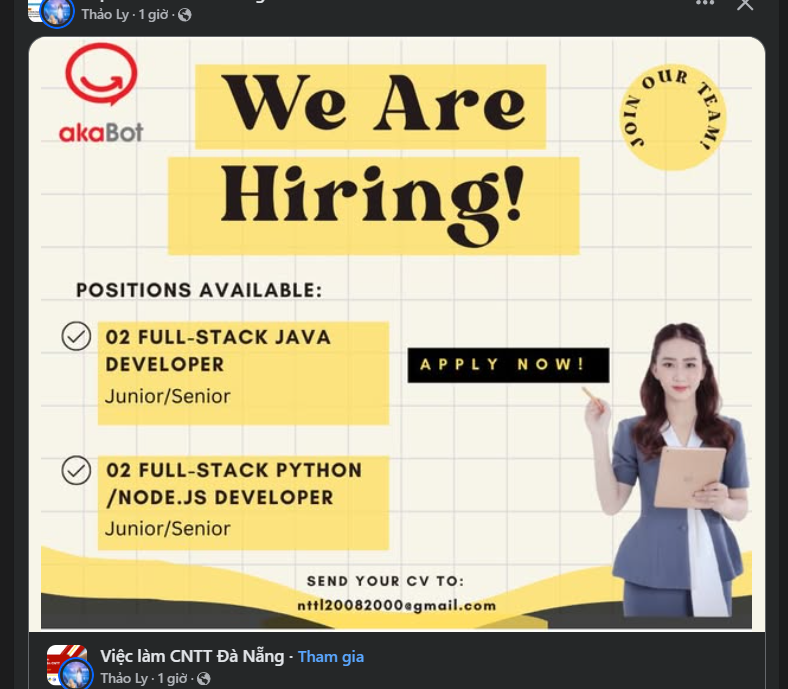 Thảo Ly · 1 giờ ·
akaBot
We Are
Hiring!
JOIN OUR TEAM!
POSITIONS AVAILABLE:
02 FULL-STACK JAVA
DEVELOPER
Junior/Senior
APPLY NOW!
02 FULL-STACK PYTHON
/NODE.JS DEVELOPER
Junior/Senior
SEND YOUR CV TO:
nttl20082000@gmail.com
Việc làm CNTT Đà Nẵng · Tham gia
Thảo Ly · 1 giờ ·